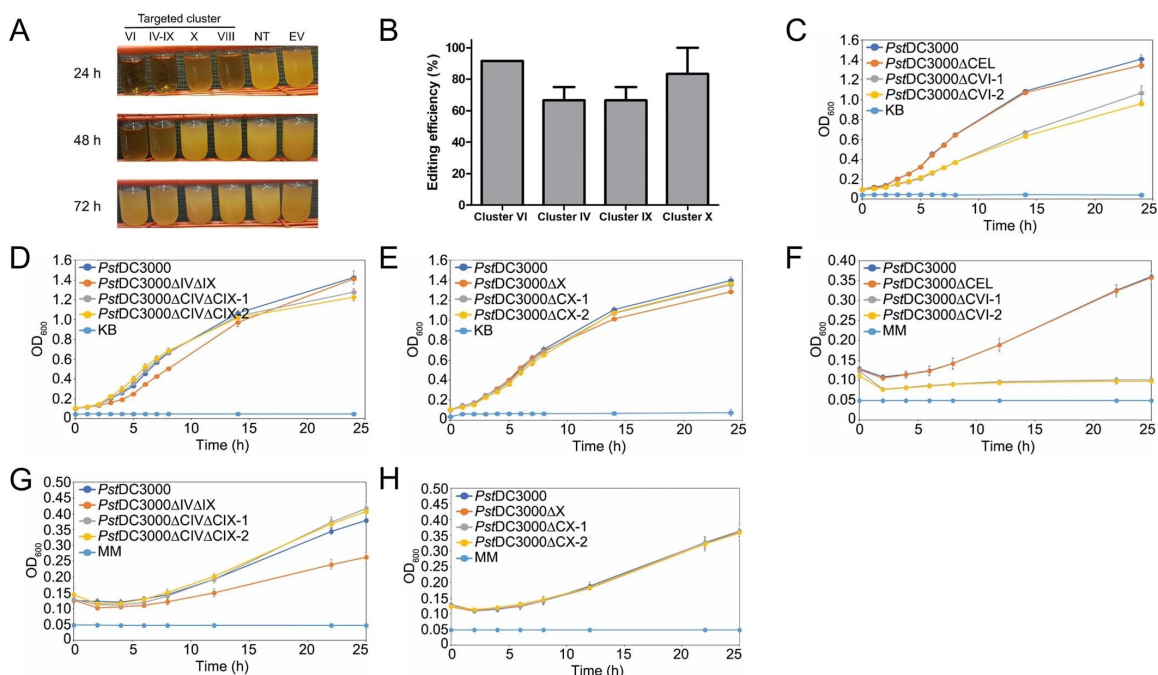 A
Targeted cluster
VI IV-IX X VIII NT EV
24 h
48 h
72 h
B
Editing efficiency (%)
100
80
60
40
20
0
Cluster VI Cluster IV Cluster IX Cluster X
C
OD600
1.6
1.4
1.2
1.0
0.8
0.6
0.4
0.2
0
PstDC3000
PstDC3000ΔCEL
PstDC3000ΔCVI-1
PstDC3000ΔCVI-2
KB
0 5 10 15 20 25
Time (h)
D
OD600
1.6
1.4
1.2
1.0
0.8
0.6
0.4
0.2
0
PstDC3000
PstDC3000ΔIVΔIX
PstDC3000ΔCIVΔCIX-1
PstDC3000ΔCIVΔCIX-2
KB
0 5 10 15 20 25
Time (h)
E
OD600
1.6
1.4
1.2
1.0
0.8
0.6
0.4
0.2
0
PstDC3000
PstDC3000ΔX
PstDC3000ΔCX-1
PstDC3000ΔCX-2
KB
0 5 10 15 20 25
Time (h)
F
OD600
0.40
0.35
0.30
0.25
0.20
0.15
0.10
0.05
0
PstDC3000
PstDC3000ΔCEL
PstDC3000ΔCVI-1
PstDC3000ΔCVI-2
MM
0 5 10 15 20
Time (h)
G
OD600
0.50
0.45
0.40
0.35
0.30
0.25
0.20
0.15
0.10
0.05
0
PstDC3000
PstDC3000ΔIVΔIX
PstDC3000ΔCIVΔCIX-1
PstDC3000ΔCIVΔCIX-2
MM
0 5 10 15 20 25
Time (h)
H
OD600
0.50
0.45
0.40
0.35
0.30
0.25
0.20
0.15
0.10
0.05
0
PstDC3000
PstDC3000ΔX
PstDC3000ΔCX-1
PstDC3000ΔCX-2
MM
0 5 10 15 20 25
Time (h)